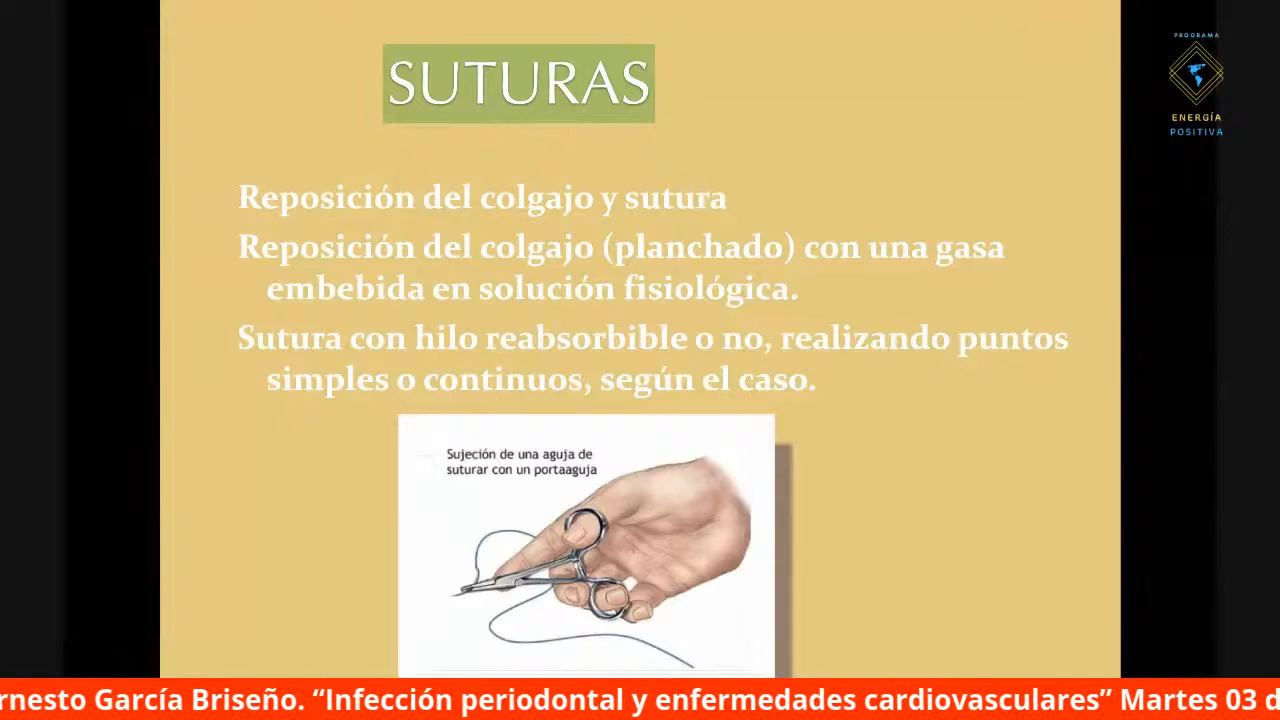 SUTURAS
PROGRAMA
ENERGÍA
POSITIVA
Reposición del colgajo y sutura
Reposición del colgajo (planchado) con una gasa
embebida en solución fisiológica.
Sutura con hilo reabsorbible o no, realizando puntos
simples o continuos, según el caso.
Sujeción de una aguja de
suturar con un portaaguja
rnesto García Briseño. “Infección periodontal y enfermedades cardiovasculares” Martes 03 d